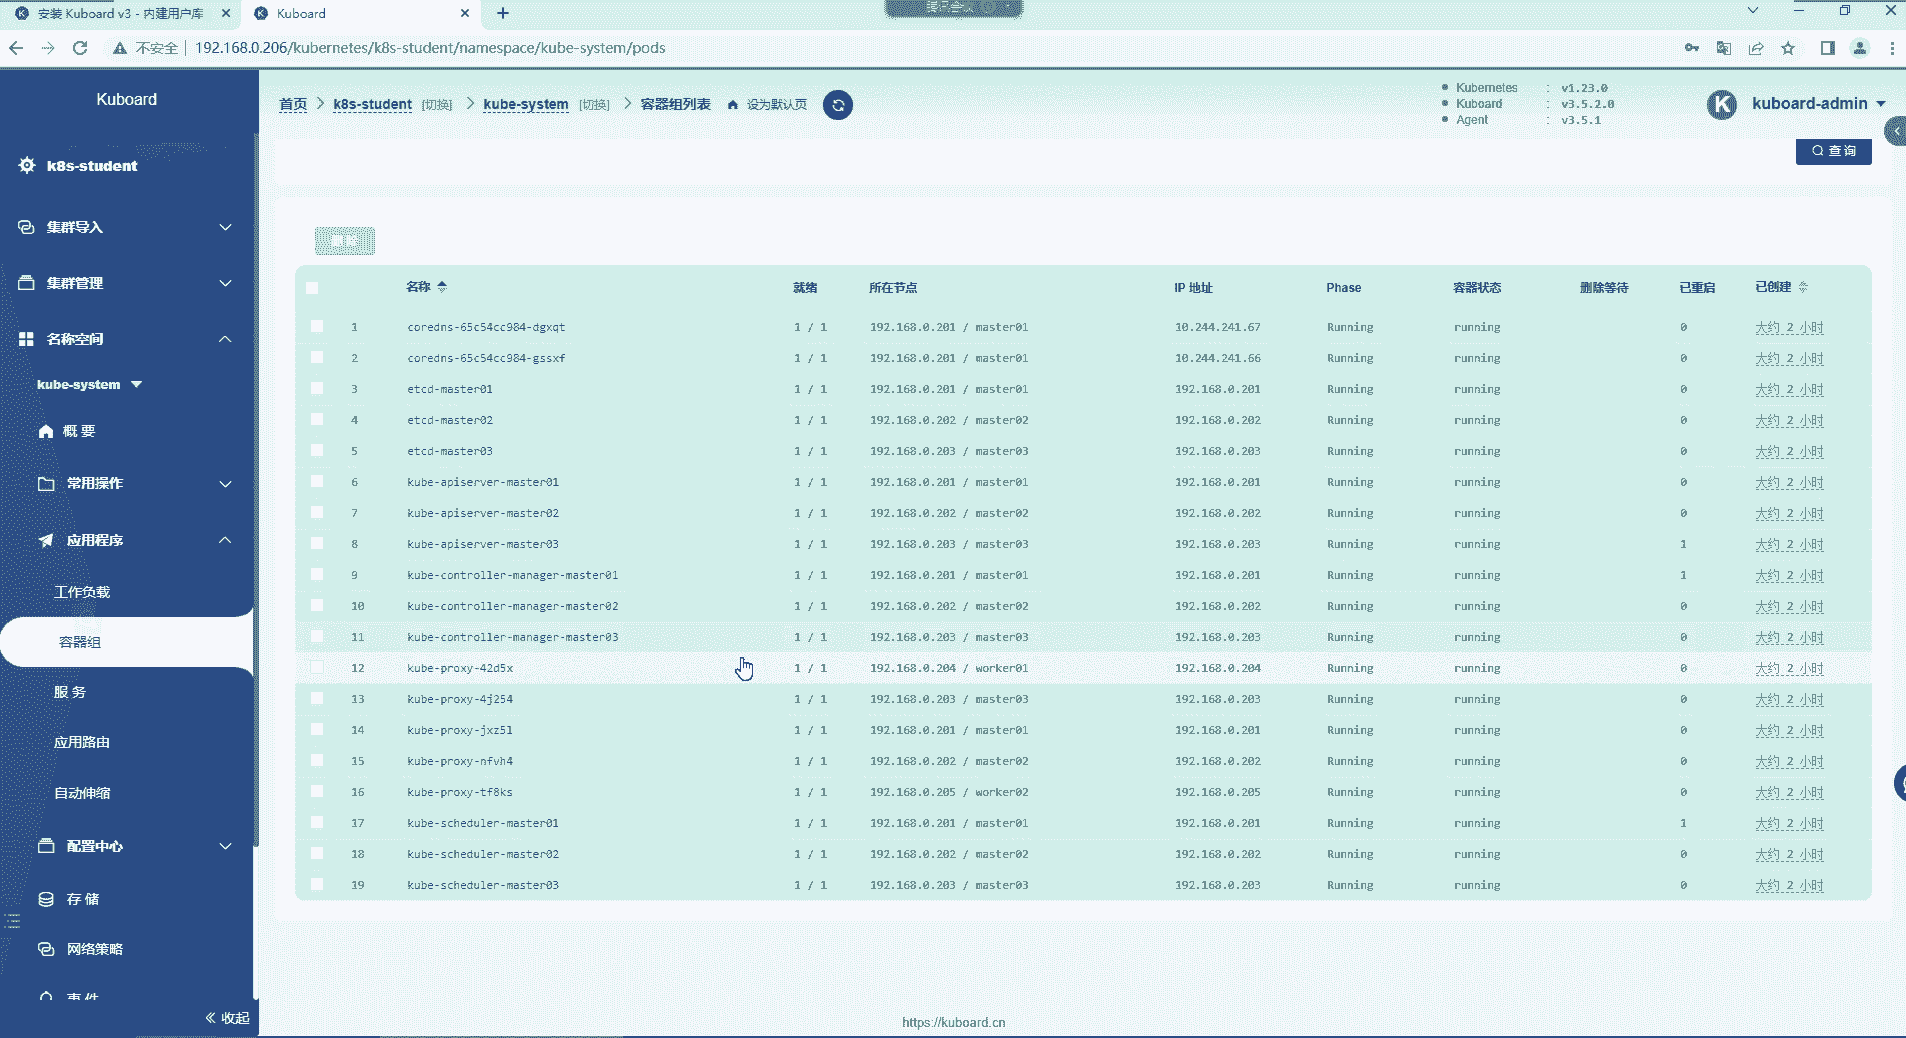 安装 Kuboard v3 - 内建用户库
Kuboard
不安全
192.168.0.206/kubernetes/k8s-student/namespace/kube-system/pods
Kuboard
首页
k8s-student
[切换]
kube-system
[切换]
容器组列表
设为默认页
Kubernetes : v1.23.0
Kuboard : v3.5.2.0
Agent : v3.5.1
K
kuboard-admin
k8s-student
集群导入
集群管理
名称空间
kube-system
概要
常用操作
应用程序
工作负载
容器组
服务
应用路由
自动伸缩
配置中心
存储
网络策略
事件
收起
查询
名称 就绪 所在节点 IP 地址 Phase 容器状态 删除等待 已重启 已创建
1 coredns-65c54cc984-dgxqt 1 / 1 192.168.0.201 / master01 10.244.241.67 Running running 0 大约 2 小时
2 coredns-65c54cc984-gssxf 1 / 1 192.168.0.201 / master01 10.244.241.66 Running running 0 大约 2 小时
3 etcd-master01 1 / 1 192.168.0.201 / master01 192.168.0.201 Running running 0 大约 2 小时
4 etcd-master02 1 / 1 192.168.0.202 / master02 192.168.0.202 Running running 0 大约 2 小时
5 etcd-master03 1 / 1 192.168.0.203 / master03 192.168.0.203 Running running 0 大约 2 小时
6 kube-apiserver-master01 1 / 1 192.168.0.201 / master01 192.168.0.201 Running running 0 大约 2 小时
7 kube-apiserver-master02 1 / 1 192.168.0.202 / master02 192.168.0.202 Running running 0 大约 2 小时
8 kube-apiserver-master03 1 / 1 192.168.0.203 / master03 192.168.0.203 Running running 1 大约 2 小时
9 kube-controller-manager-master01 1 / 1 192.168.0.201 / master01 192.168.0.201 Running running 1 大约 2 小时
10 kube-controller-manager-master02 1 / 1 192.168.0.202 / master02 192.168.0.202 Running running 0 大约 2 小时
11 kube-controller-manager-master03 1 / 1 192.168.0.203 / master03 192.168.0.203 Running running 0 大约 2 小时
12 kube-proxy-42d5x 1 / 1 192.168.0.204 / worker01 192.168.0.204 Running running 0 大约 2 小时
13 kube-proxy-4j254 1 / 1 192.168.0.203 / master03 192.168.0.203 Running running 0 大约 2 小时
14 kube-proxy-jxz5l 1 / 1 192.168.0.201 / master01 192.168.0.201 Running running 0 大约 2 小时
15 kube-proxy-nfvh4 1 / 1 192.168.0.202 / master02 192.168.0.202 Running running 0 大约 2 小时
16 kube-proxy-tf8ks 1 / 1 192.168.0.205 / worker02 192.168.0.205 Running running 0 大约 2 小时
17 kube-scheduler-master01 1 / 1 192.168.0.201 / master01 192.168.0.201 Running running 1 大约 2 小时
18 kube-scheduler-master02 1 / 1 192.168.0.202 / master02 192.168.0.202 Running running 0 大约 2 小时
19 kube-scheduler-master03 1 / 1 192.168.0.203 / master03 192.168.0.203 Running running 0 大约 2 小时
https://kuboard.cn